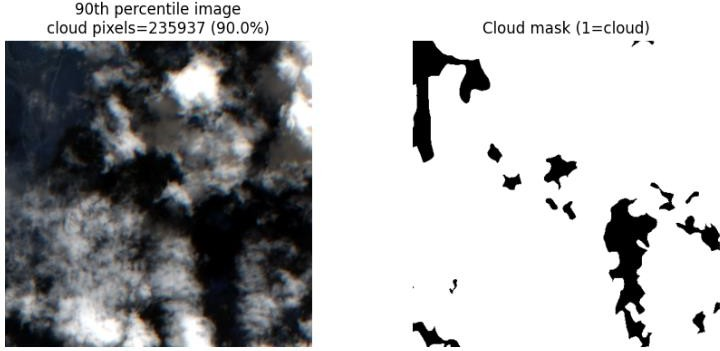 90th percentile image
cloud pixels=235937 (90.0%)
Cloud mask (1=cloud)